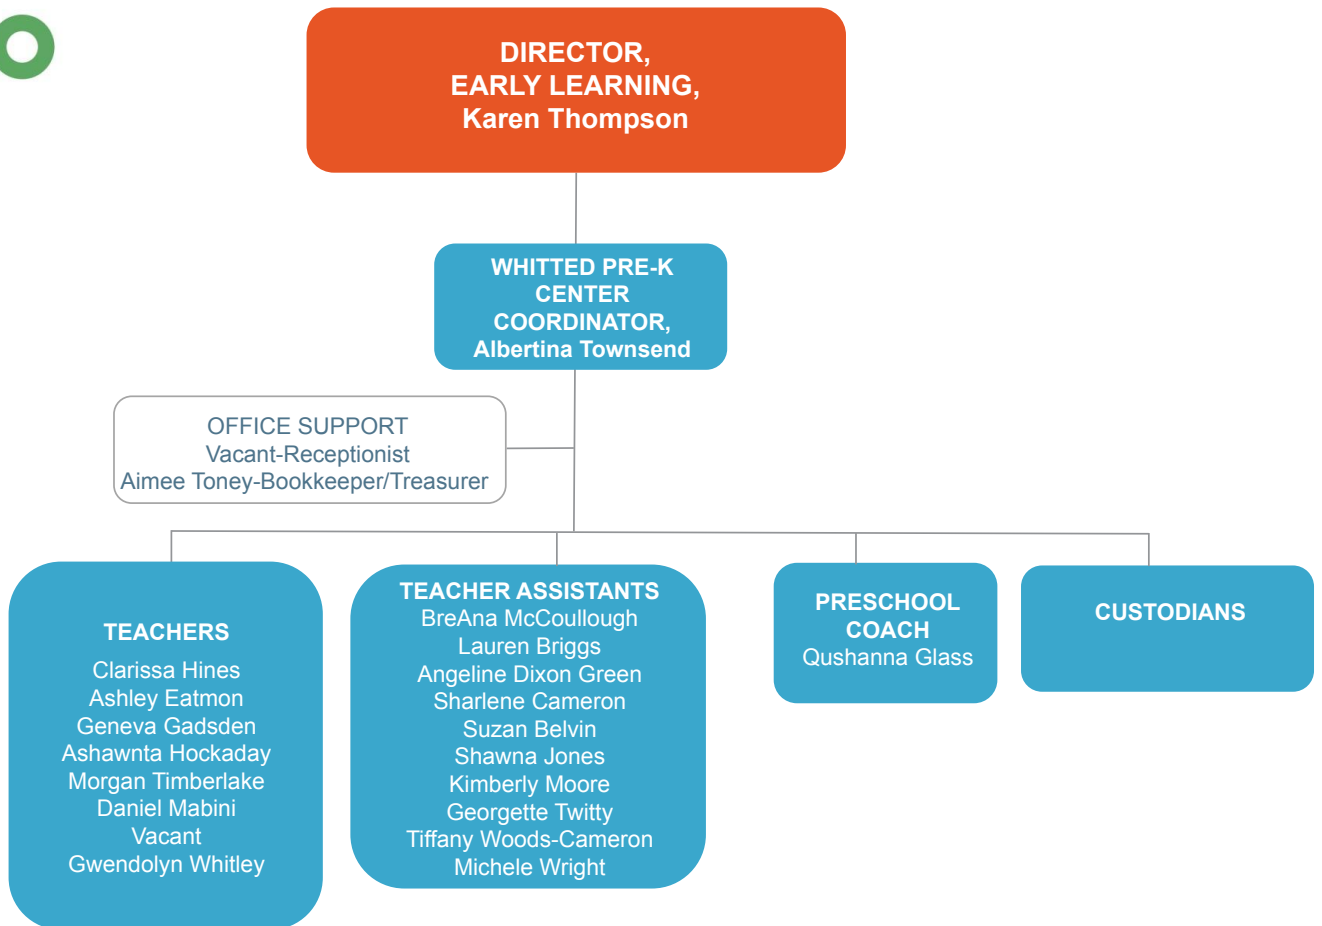 DIRECTOR,
EARLY LEARNING,
Karen Thompson
WHITTED PRE-K
CENTER
COORDINATOR,
Albertina Townsend
OFFICE SUPPORT
Vacant-Receptionist
Aimee Toney-Bookkeeper/Treasurer
TEACHERS
Clarissa Hines
Ashley Eatmon
Geneva Gadsden
Ashawnta Hockaday
Morgan Timberlake
Daniel Mabini
Vacant
Gwendolyn Whitley
TEACHER ASSISTANTS
BreAna McCoullough
Lauren Briggs
Angeline Dixon Green
Sharlene Cameron
Suzan Belvin
Shawna Jones
Kimberly Moore
Georgette Twitty
Tiffany Woods-Cameron
Michele Wright
PRESCHOOL
COACH
Qushanna Glass
CUSTODIANS